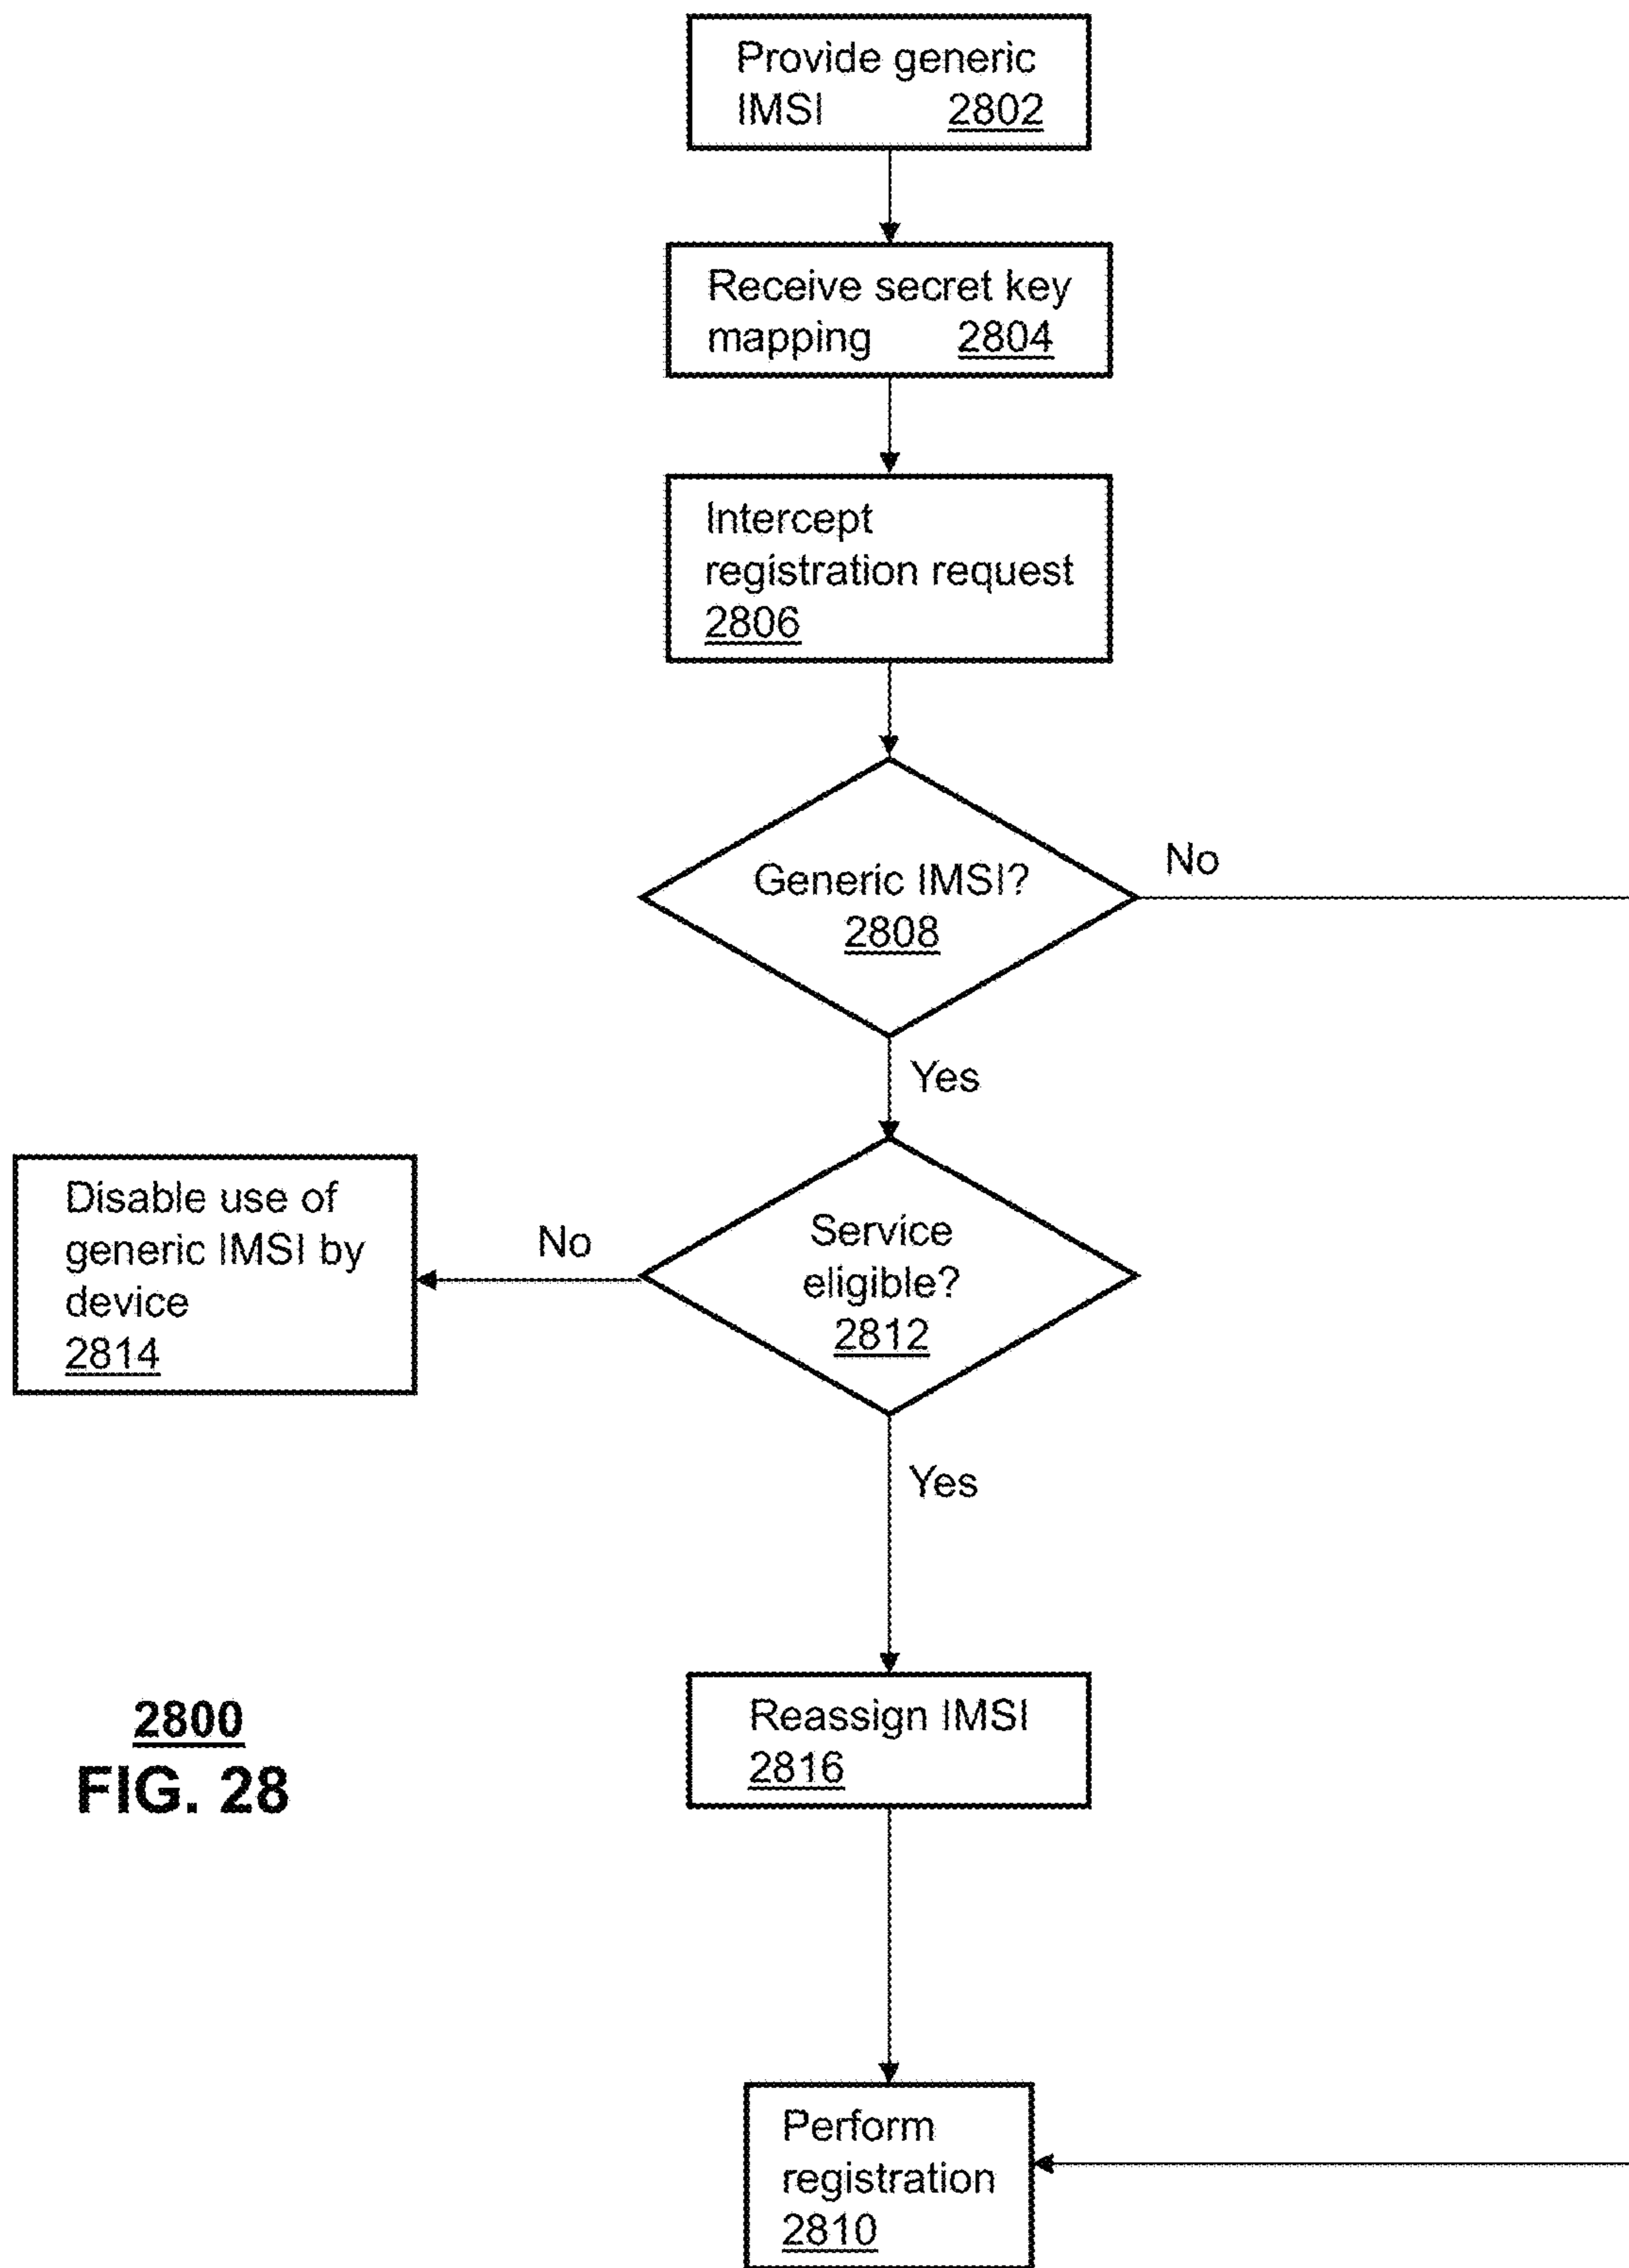 Provide generic
IMSI 2802
Receive secret key
mapping 2804
Intercept
registration request
2806
Generic IMSI?
2808
No
Yes
Disable use of
generic IMSI by
device
2814
No
Service
eligible?
2812
Yes
Reassign IMSI
2816
2800
FIG. 28
Perform
registration
2810